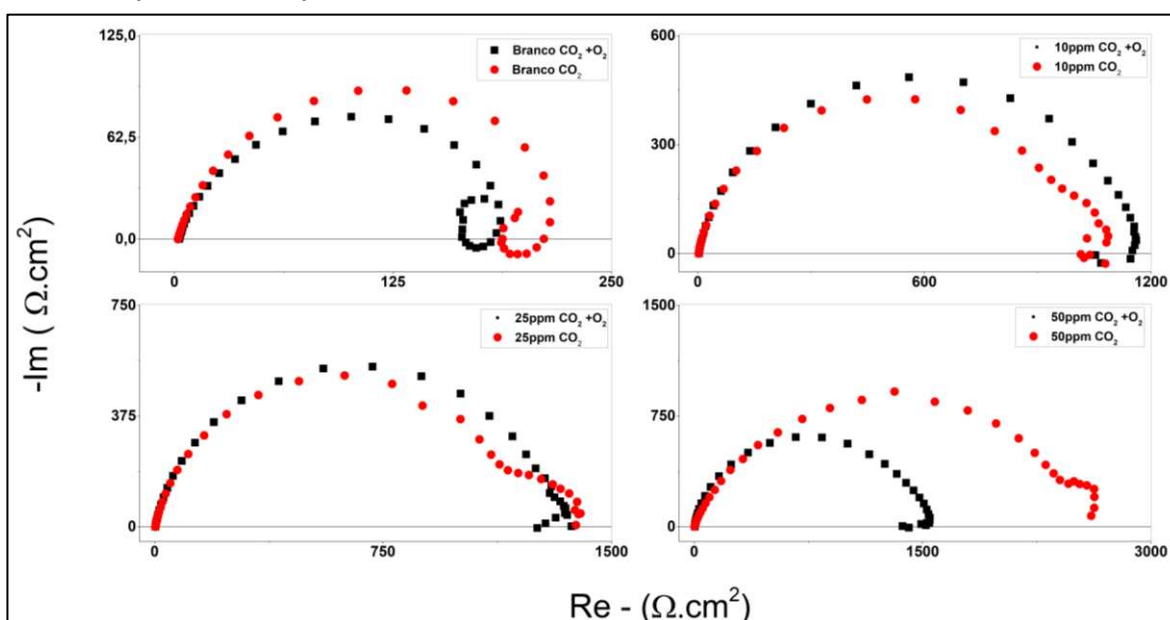 125,0
62,5
0,0
0
125
250
Branco CO₂ +O₂
Branco CO₂
600
300
0
0
600
1200
10ppm CO₂ +O₂
10ppm CO₂
750
375
0
0
750
1500
25ppm CO₂ +O₂
25ppm CO₂
1500
750
0
0
1500
3000
50ppm CO₂ +O₂
50ppm CO₂
-Im ( Ω.cm²)
Re - (Ω.cm²)